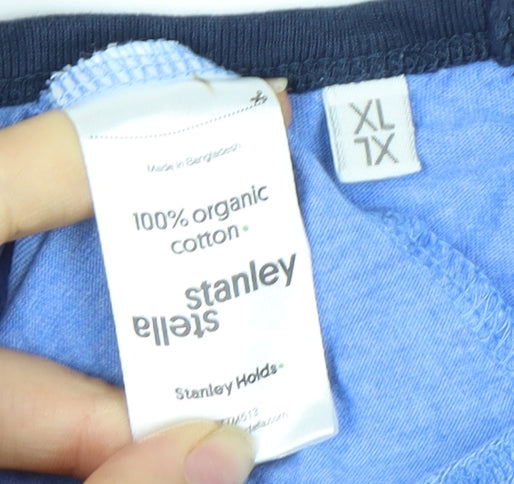 Made in Bangladesh
100% organic
cotton
stanley
stella
Stanley Holds
XL
XL